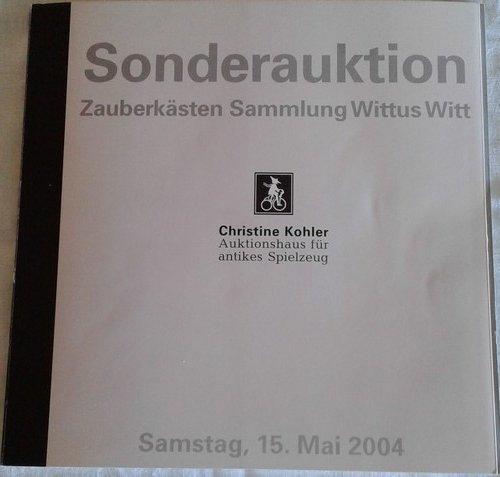 Sonderauktion
Zauberkästen Sammlung Wittus Witt
Christine Kohler
Auktionshaus für
antikes Spielzeug
Samstag, 15. Mai 2004